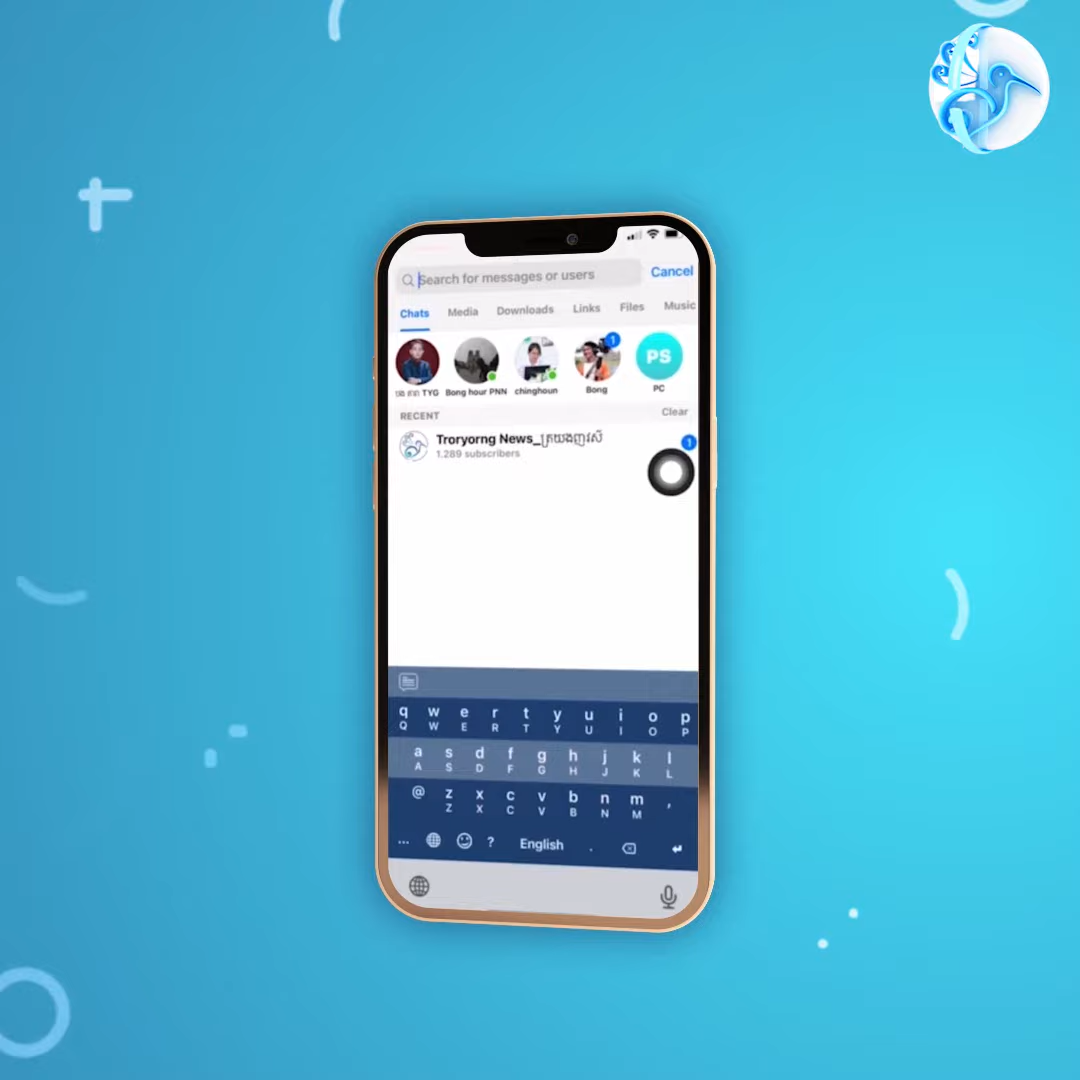 Search for messages or users
Cancel
Chats Media Downloads Links Files Music
1
TYG Bong hour PNN chinghoun Bong PC
PS
RECENT Clear
Troryorng News_ត្រយងញូវស៍
1.289 subscribers
1
q w e r t y u i o p
Q W E R T Y U I O P
a s d f g h j k l
A S D F G H J K L
@ z x c v b n m ,
Z X C V B N M
... ? English .